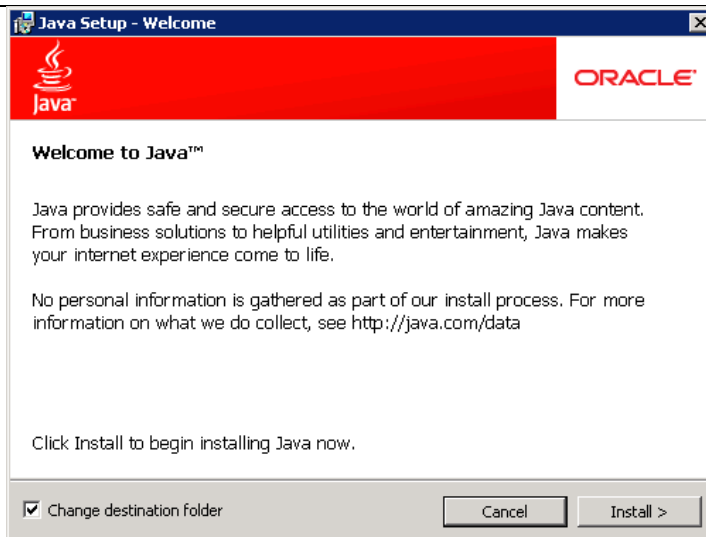 Java Setup - Welcome
Java™
ORACLE®
Welcome to Java™
Java provides safe and secure access to the world of amazing Java content.
From business solutions to helpful utilities and entertainment, Java makes
your internet experience come to life.
No personal information is gathered as part of our install process. For more
information on what we do collect, see http://java.com/data
Click Install to begin installing Java now.
Change destination folder
Cancel
Install >